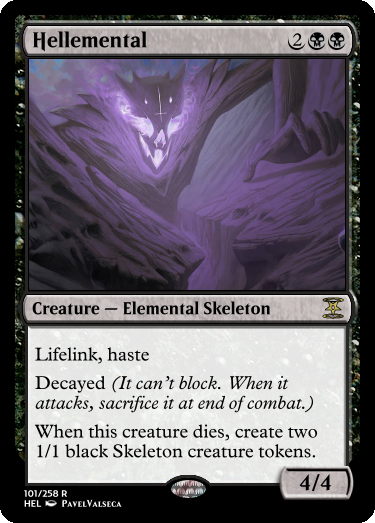 Hellemental 2
Creature — Elemental Skeleton
Lifelink, haste
Decayed (It can't block. When it
attacks, sacrifice it at end of combat.)
When this creature dies, create two
1/1 black Skeleton creature tokens.
4/4
101/258 R
HEL PavelValseca